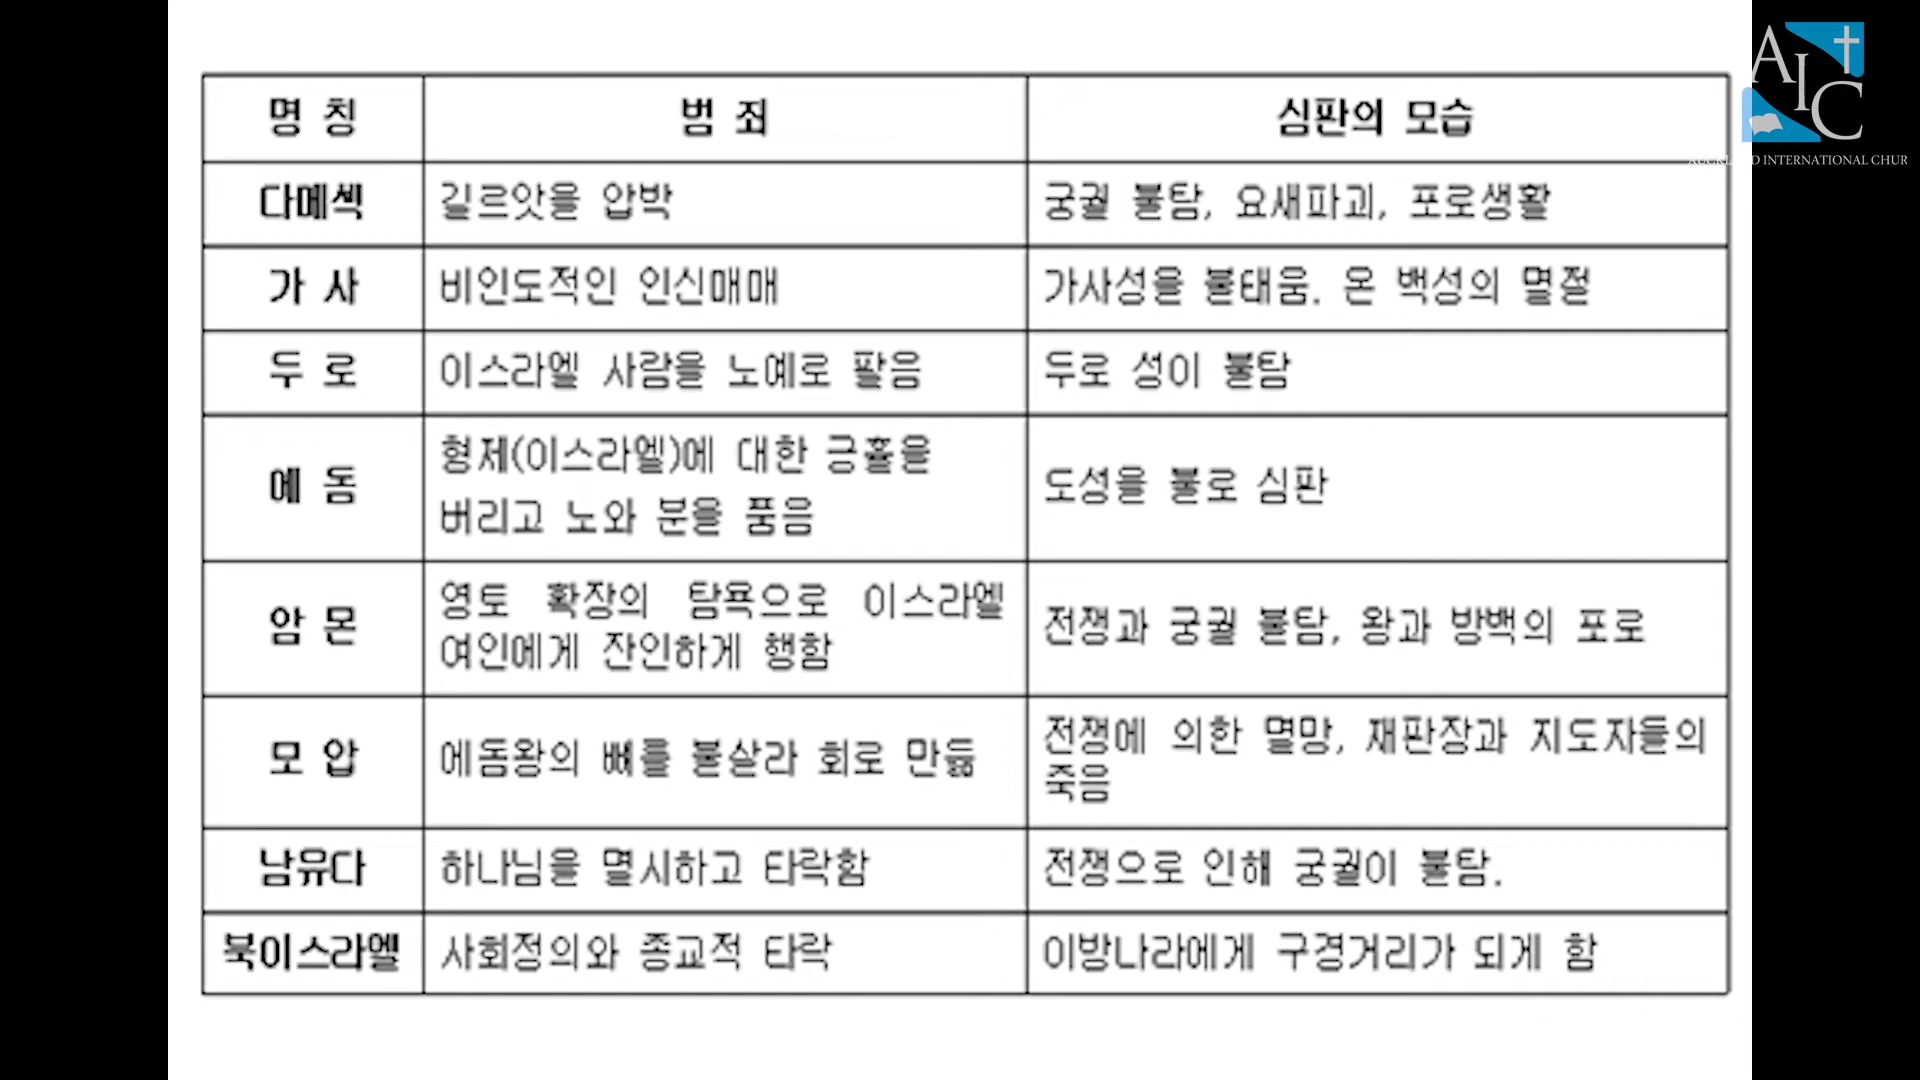 명 칭 범 죄 심판의 모습
다메섹 길르앗을 압박 궁궐 불탐, 요새파괴, 포로생활
가 사 비인도적인 인신매매 가사성을 불태움. 온 백성의 멸절
두 로 이스라엘 사람을 노예로 팔음 두로 성이 불탐
에 돔 형제(이스라엘)에 대한 긍휼을
버리고 노와 분을 품음 도성을 불로 심판
암 몬 영토 확장의 탐욕으로 이스라엘
여인에게 잔인하게 행함 전쟁과 궁궐 불탐, 왕과 방백의 포로
모 압 에돔왕의 뼈를 불살라 회로 만듦 전쟁에 의한 멸망, 재판장과 지도자들의
죽음
남유다 하나님을 멸시하고 타락함 전쟁으로 인해 궁궐이 불탐.
북이스라엘 사회정의와 종교적 타락 이방나라에게 구경거리가 되게 함
AIC
INTERNATIONAL CHUR